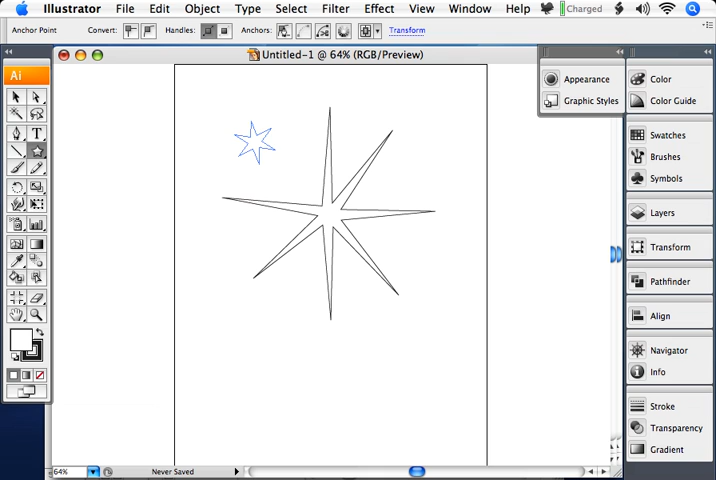 Illustrator File Edit Object Type Select Filter Effect View Window Help Charged
Anchor Point Convert: Handles: Anchors: Transform
Untitled-1 @ 64% (RGB/Preview)
Ai
T
Appearance
Graphic Styles
Color
Color Guide
Swatches
Brushes
Symbols
Layers
Transform
Pathfinder
Align
Navigator
Info
Stroke
Transparency
Gradient
64% Never Saved